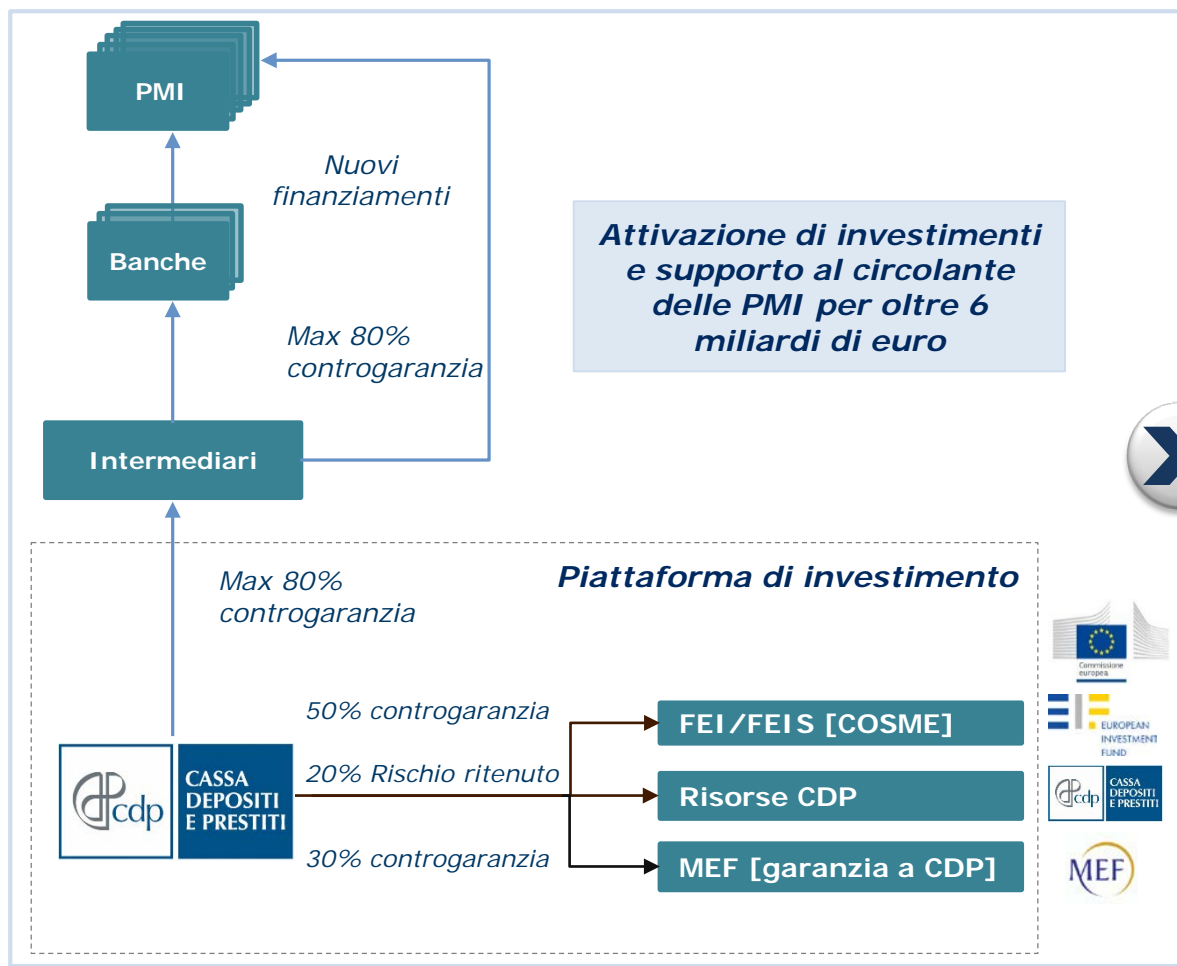 PMI
Nuovi
finanziamenti
Banche
Attivazione di investimenti
e supporto al circolante
delle PMI per oltre 6
miliardi di euro
Max 80%
controgaranzia
Intermediari
Max 80%
controgaranzia
Piattaforma di investimento
Commissione
europea
50% controgaranzia
FEI/FEIS [COSME]
EIF
EUROPEAN
INVESTMENT
FUND
cdp
CASSA
DEPOSITI
E PRESTITI
20% Rischio ritenuto
Risorse CDP
cdp
CASSA
DEPOSITI
E PRESTITI
30% controgaranzia
MEF [garanzia a CDP]
MEF